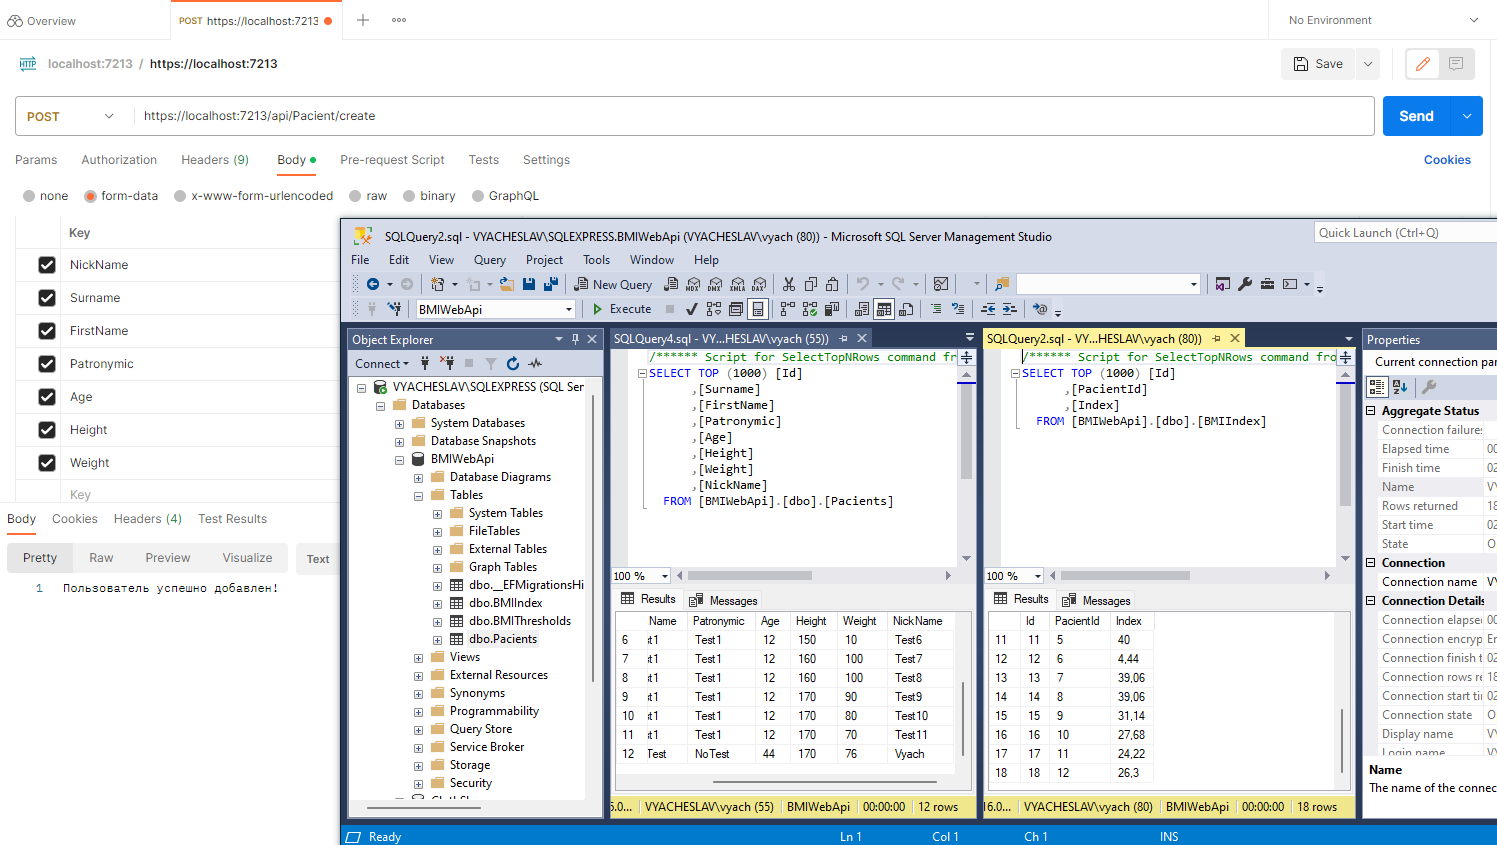 Overview
POST https://localhost:7213
No Environment
HTTP localhost:7213 / https://localhost:7213
Save
POST
https://localhost:7213/api/Pacient/create
Send
Params Authorization Headers (9) Body Pre-request Script Tests Settings
Cookies
none form-data x-www-form-urlencoded raw binary GraphQL
Key
NickName
Surname
FirstName
Patronymic
Age
Height
Weight
Key
Body Cookies Headers (4) Test Results
Pretty Raw Preview Visualize Text
1 Пользователь успешно добавлен!
SQLQuery2.sql - VYACHESLAV\SQLEXPRESS.BMIWebApi (VYACHESLAV\vyach (80)) - Microsoft SQL Server Management Studio
Quick Launch (Ctrl+Q)
File Edit View Query Project Tools Window Help
New Query MDX DMX XMLA DAX
BMIWebApi
Execute
Object Explorer
Connect
VYACHESLAV\SQLEXPRESS (SQL Ser
Databases
System Databases
Database Snapshots
BMIWebApi
Database Diagrams
Tables
System Tables
FileTables
External Tables
Graph Tables
dbo.__EFMigrationsHi
dbo.BMIIndex
dbo.BMIThresholds
dbo.Pacients
Views
External Resources
Synonyms
Programmability
Query Store
Service Broker
Storage
Security
SQLQuery4.sql - VY...HESLAV\vyach (55))
/****** Script for SelectTopNRows command fr
SELECT TOP (1000) [Id]
,[Surname]
,[FirstName]
,[Patronymic]
,[Age]
,[Height]
,[Weight]
,[NickName]
FROM [BMIWebApi].[dbo].[Pacients]
100 %
Results Messages
Name Patronymic Age Height Weight NickName
6 st1 Test1 12 150 10 Test6
7 st1 Test1 12 160 100 Test7
8 st1 Test1 12 160 100 Test8
9 st1 Test1 12 170 90 Test9
10 st1 Test1 12 170 80 Test10
11 st1 Test1 12 170 70 Test11
12 Test NoTest 44 170 76 Vyach
VYACHESLAV\vyach (55) BMIWebApi 00:00:00 12 rows
SQLQuery2.sql - VY...HESLAV\vyach (80))
/****** Script for SelectTopNRows command fro
SELECT TOP (1000) [Id]
,[PacientId]
,[Index]
FROM [BMIWebApi].[dbo].[BMIIndex]
100 %
Results Messages
Id PacientId Index
11 11 5 40
12 12 6 4,44
13 13 7 39,06
14 14 8 39,06
15 15 9 31,14
16 16 10 27,68
17 17 11 24,22
18 18 12 26,3
16.0... VYACHESLAV\vyach (80) BMIWebApi 00:00:00 18 rows
Properties
Current connection par
Aggregate Status
Connection failures
Elapsed time 00
Finish time 02
Name VY
Rows returned 18
Start time 02
State O
Connection
Connection name VY
Connection Details
Connection elapse 00
Connection encryp En
Connection finish t 02
Connection rows re 18
Connection start ti 02
Connection state O
Display name VY
Login name VY
Name
The name of the connec
Ready
Ln 1 Col 1 Ch 1 INS